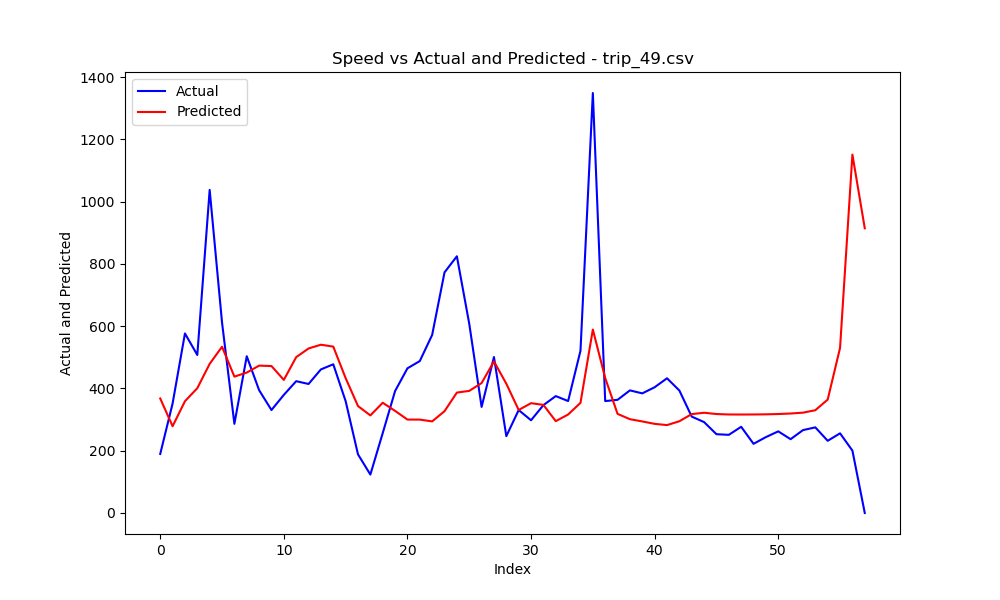 Speed vs Actual and Predicted - trip_49.csv
Actual
Predicted
1400
1200
1000
800
600
400
200
0
Actual and Predicted
0 10 20 30 40 50
Index